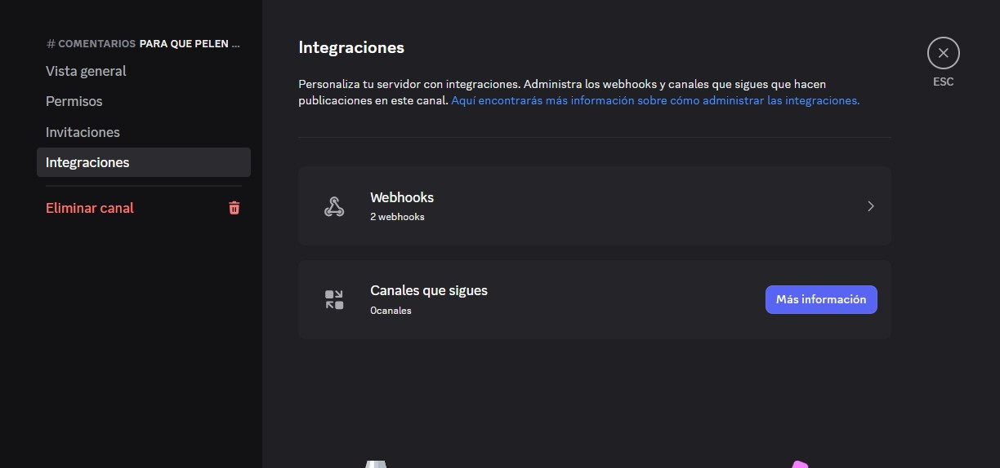 # COMENTARIOS PARA QUE PELEN ...
Vista general
Permisos
Invitaciones
Integraciones
Eliminar canal
Integraciones
Personaliza tu servidor con integraciones. Administra los webhooks y canales que sigues que hacen
publicaciones en este canal. Aquí encontrarás más información sobre cómo administrar las integraciones.
ESC
Webhooks
2 webhooks
Canales que sigues
0canales
Más información